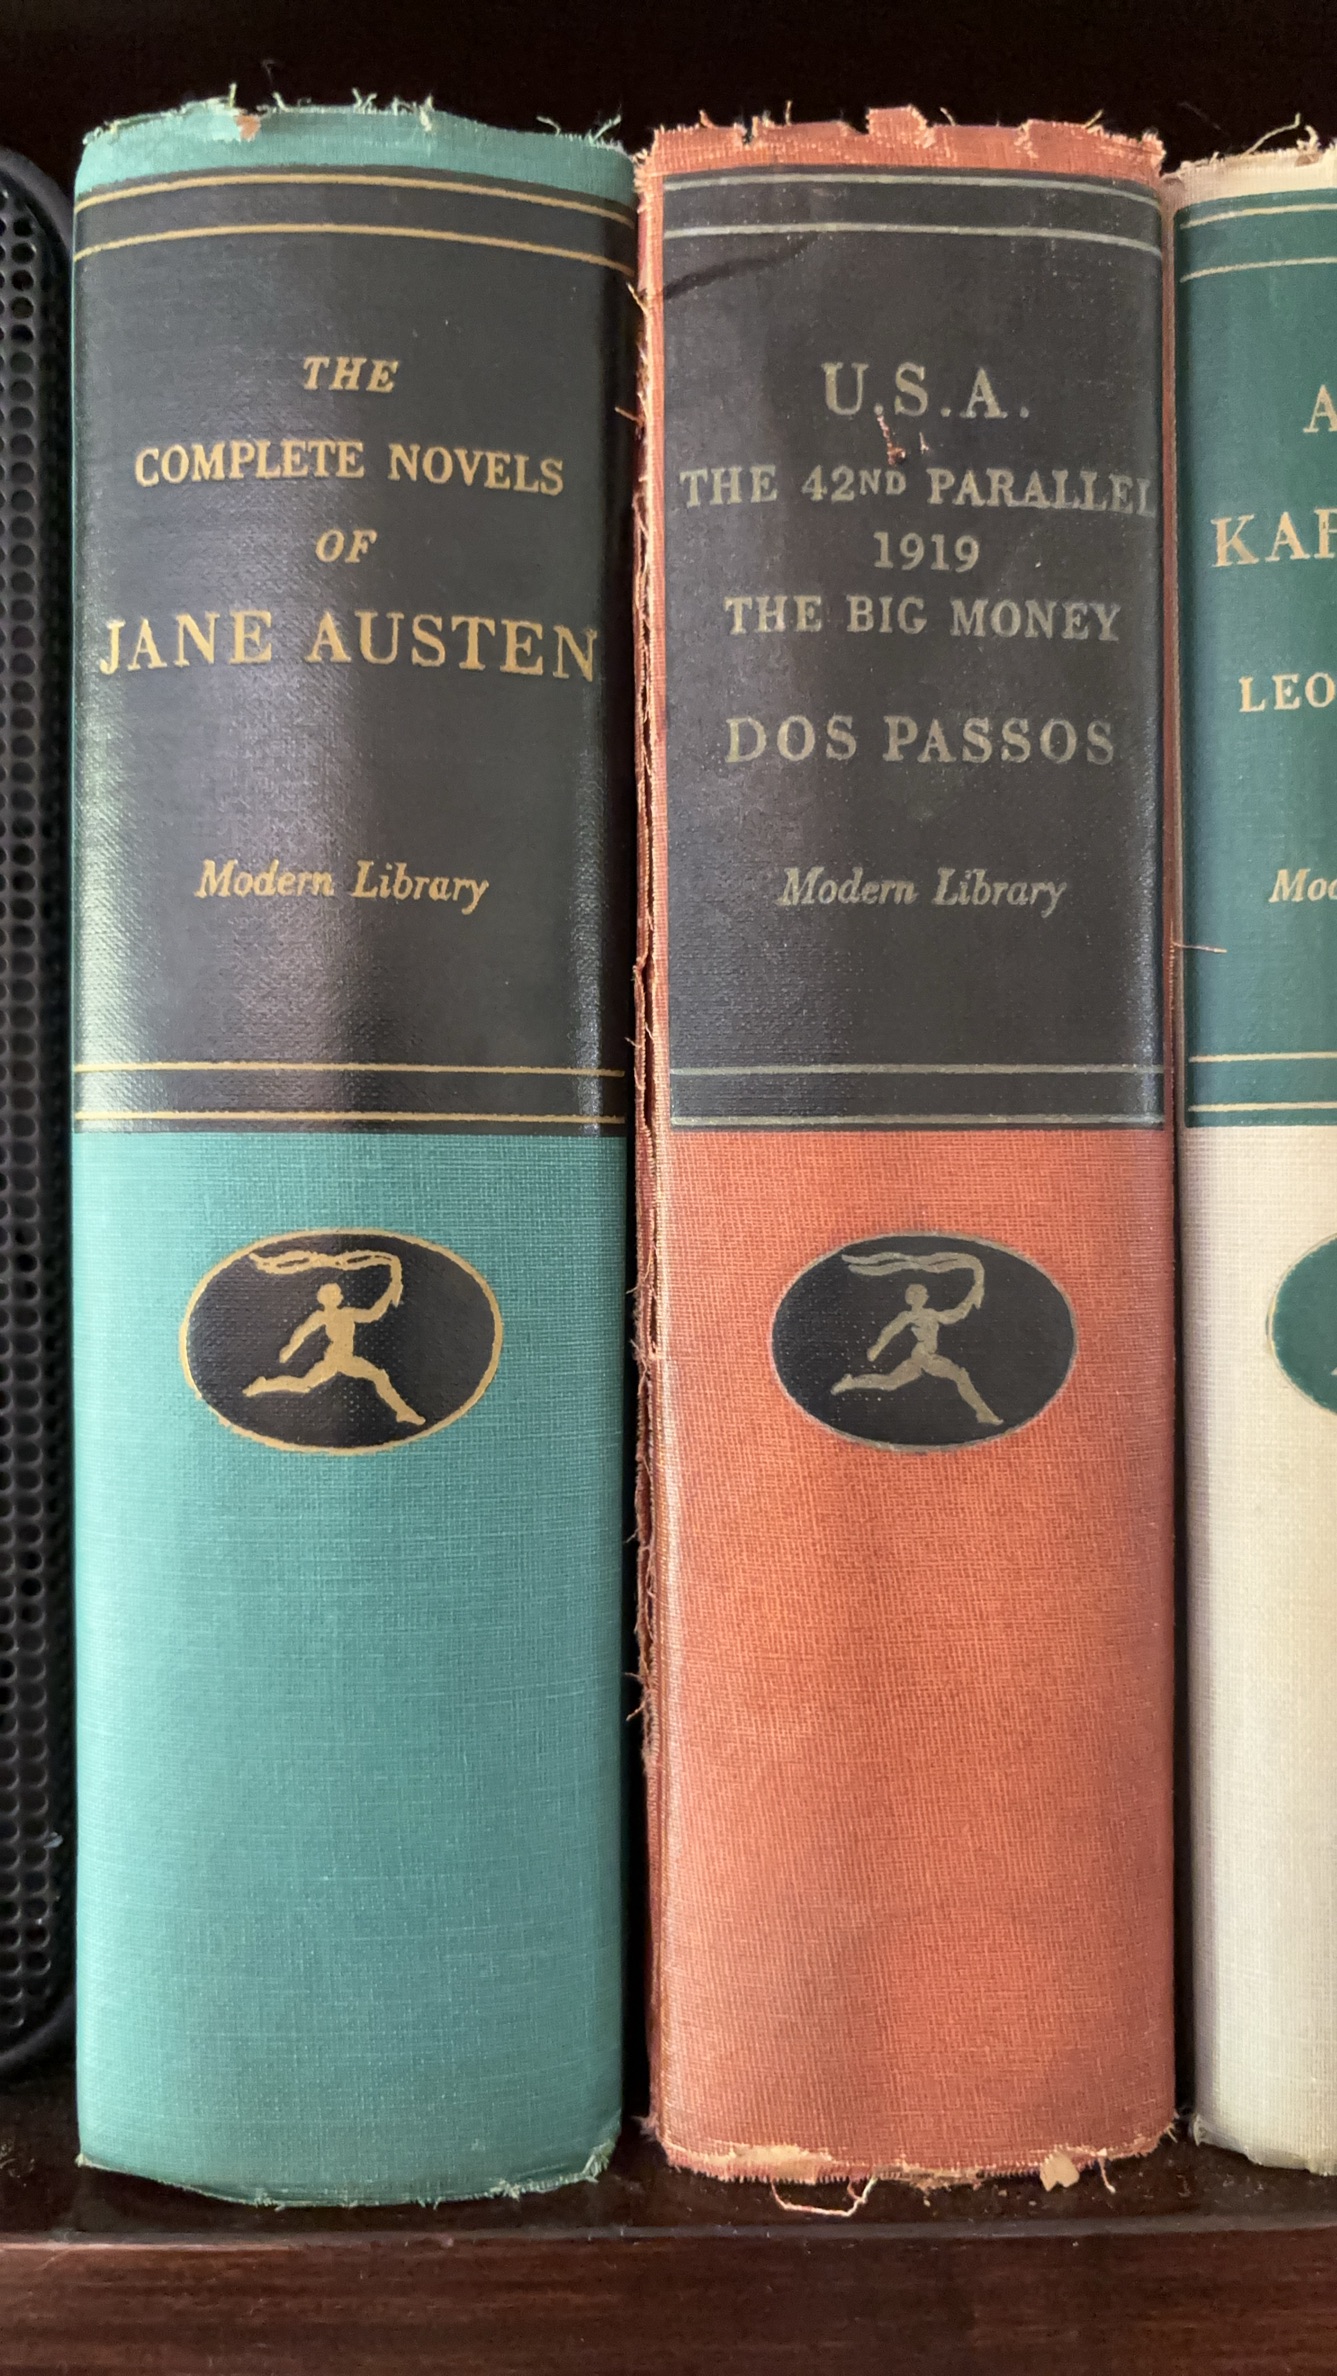 THE
COMPLETE NOVELS
OF
JANE AUSTEN
Modern Library
U.S.A.
THE 42ND PARALLEL
1919
THE BIG MONEY
DOS PASSOS
Modern Library